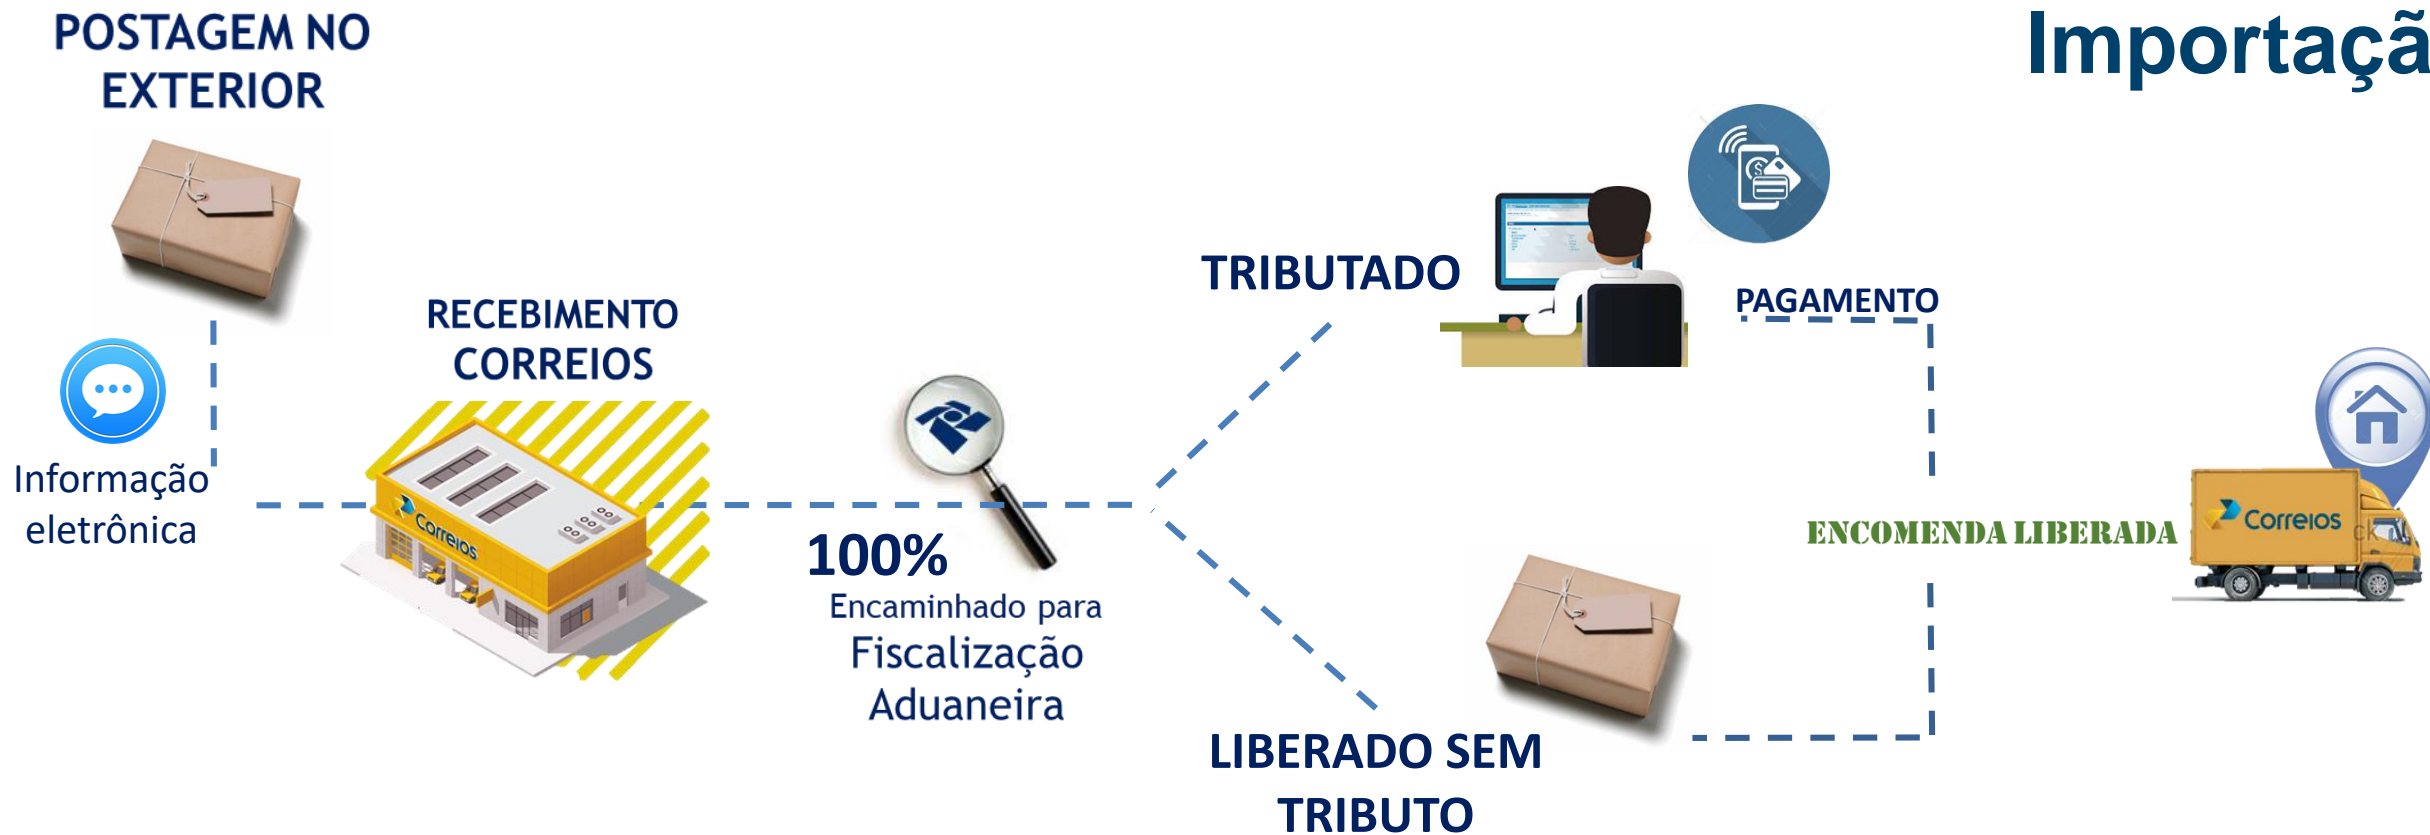 POSTAGEM NO
EXTERIOR
Importaçã
Informação
eletrônica
RECEBIMENTO
CORREIOS
Correios
100%
Encaminhado para
Fiscalização
Aduaneira
TRIBUTADO
PAGAMENTO
LIBERADO SEM
TRIBUTO
ENCOMENDA LIBERADA
Correios